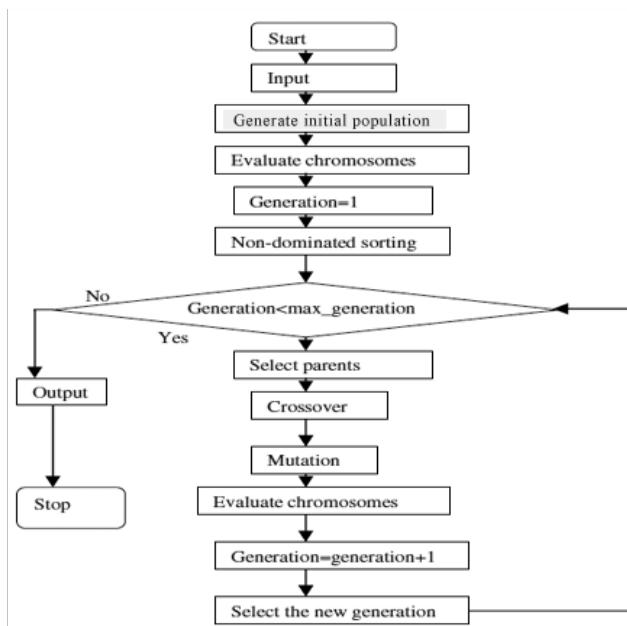 Start
Input
Generate initial population
Evaluate chromosomes
Generation=1
Non-dominated sorting
No
Generation<max_generation
Yes
Select parents
Output
Crossover
Mutation
Stop
Evaluate chromosomes
Generation=generation+1
Select the new generation